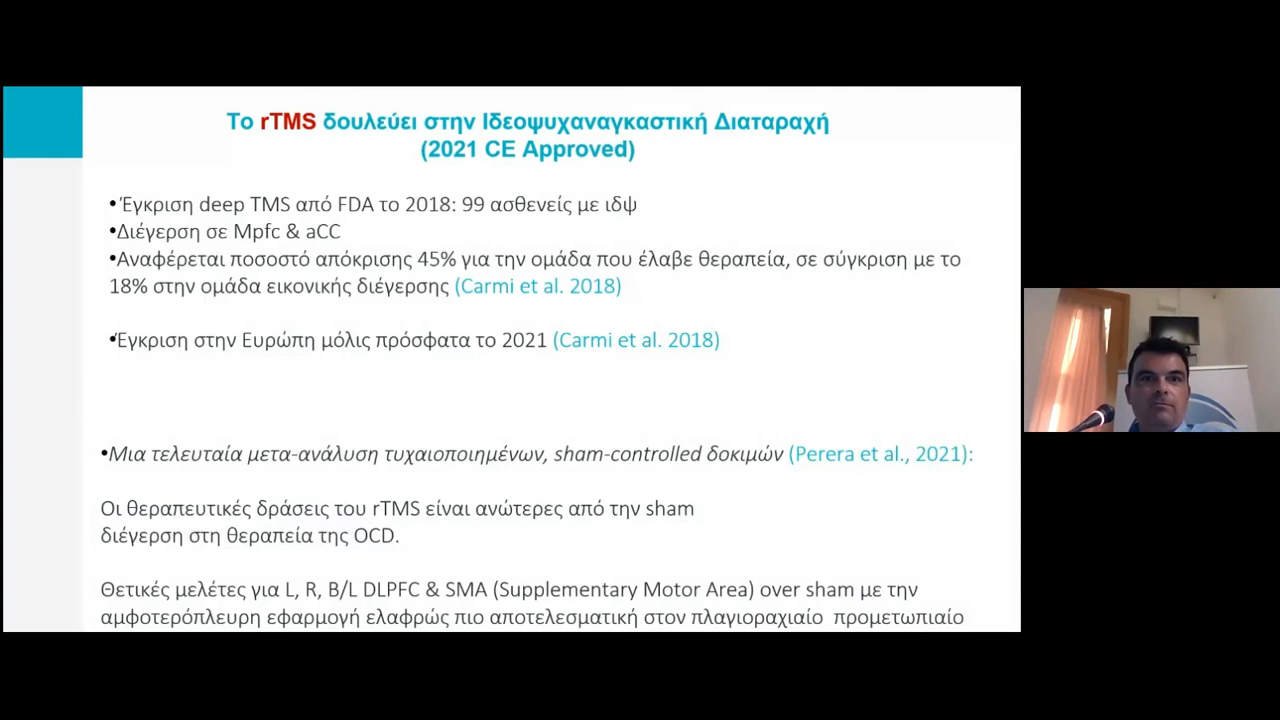 Το rTMS δουλεύει στην Ιδεοψυχαναγκαστική Διαταραχή
(2021 CE Approved)
•Έγκριση deep TMS από FDA το 2018: 99 ασθενείς με ιδψ
•Διέγερση σε Mpfc & aCC
•Αναφέρεται ποσοστό απόκρισης 45% για την ομάδα που έλαβε θεραπεία, σε σύγκριση με το
18% στην ομάδα εικονικής διέγερσης (Carmi et al. 2018)
•Έγκριση στην Ευρώπη μόλις πρόσφατα το 2021 (Carmi et al. 2018)
•Μια τελευταία μετα-ανάλυση τυχαιοποιημένων, sham-controlled δοκιμών (Perera et al., 2021):
Οι θεραπευτικές δράσεις του rTMS είναι ανώτερες από την sham
διέγερση στη θεραπεία της OCD.
Θετικές μελέτες για L, R, B/L DLPFC & SMA (Supplementary Motor Area) over sham με την
αμφοτερόπλευρη εφαρμογή ελαφρώς πιο αποτελεσματική στον πλαγιοραχιαίο προμετωπιαίο